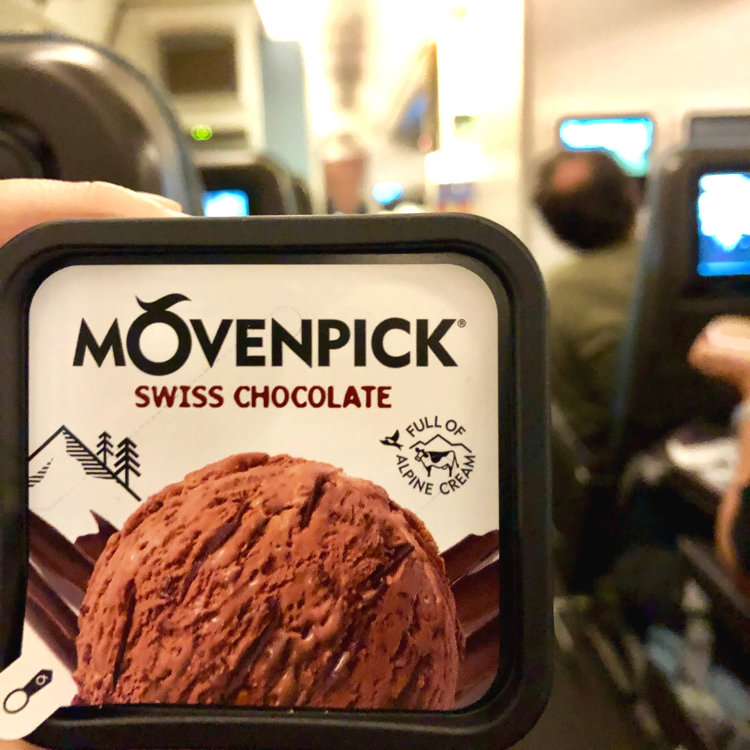 MÖVENPICK®
SWISS CHOCOLATE
FULL OF
ALPINE CREAM